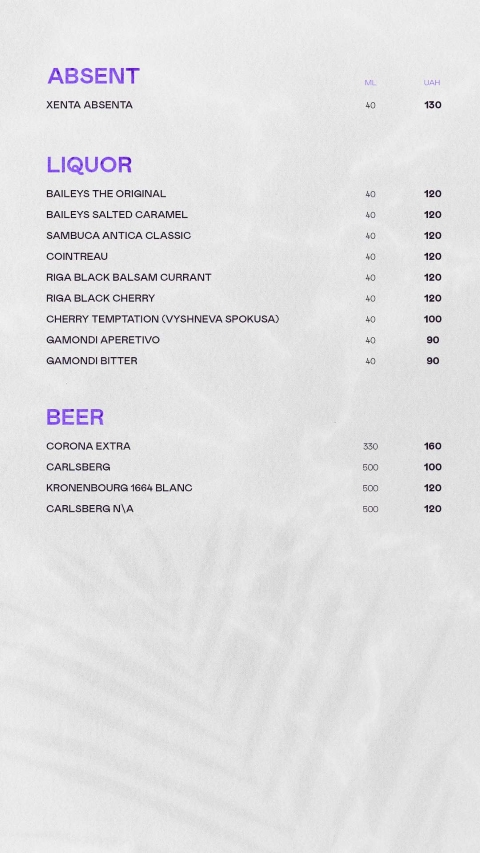 ABSENT ML UAH
XENTA ABSENTA 40 130
LIQUOR
BAILEYS THE ORIGINAL 40 120
BAILEYS SALTED CARAMEL 40 120
SAMBUCA ANTICA CLASSIC 40 120
COINTREAU 40 120
RIGA BLACK BALSAM CURRANT 40 120
RIGA BLACK CHERRY 40 120
CHERRY TEMPTATION (VYSHNEVA SPOKUSA) 40 100
GAMONDI APERETIVO 40 90
GAMONDI BITTER 40 90
BEER
CORONA EXTRA 330 160
CARLSBERG 500 100
KRONENBOURG 1664 BLANC 500 120
CARLSBERG N\A 500 120